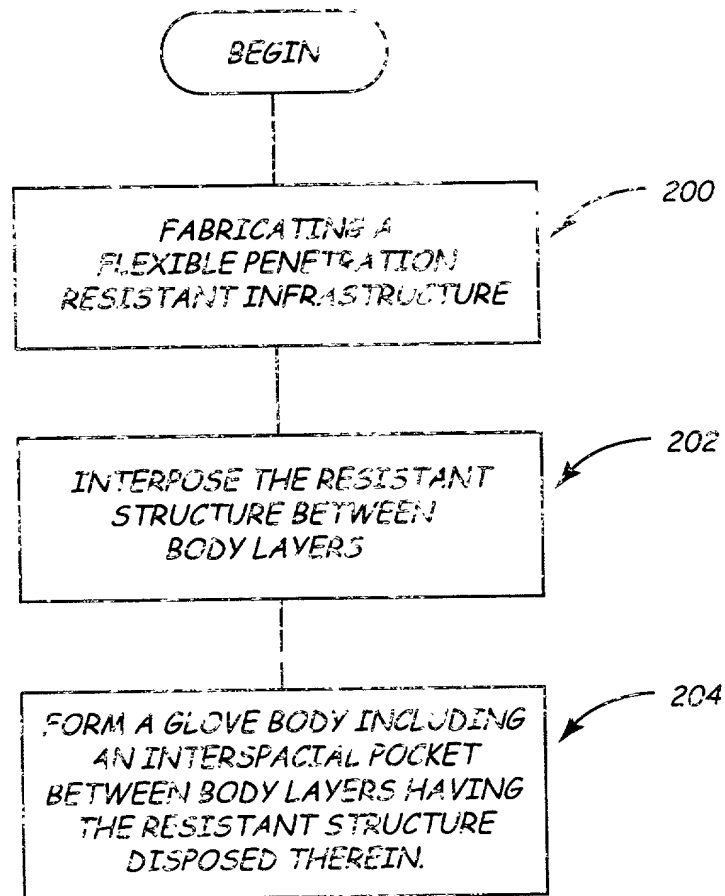 BEGIN
200
FABRICATING A
FLEXIBLE PENETRATION
RESISTANT INFRASTRUCTURE
202
INTERPOSE THE RESISTANT
STRUCTURE BETWEEN
BODY LAYERS
204
FORM A GLOVE BODY INCLUDING
AN INTERSPACIAL POCKET
BETWEEN BODY LAYERS HAVING
THE RESISTANT STRUCTURE
DISPOSED THEREIN.